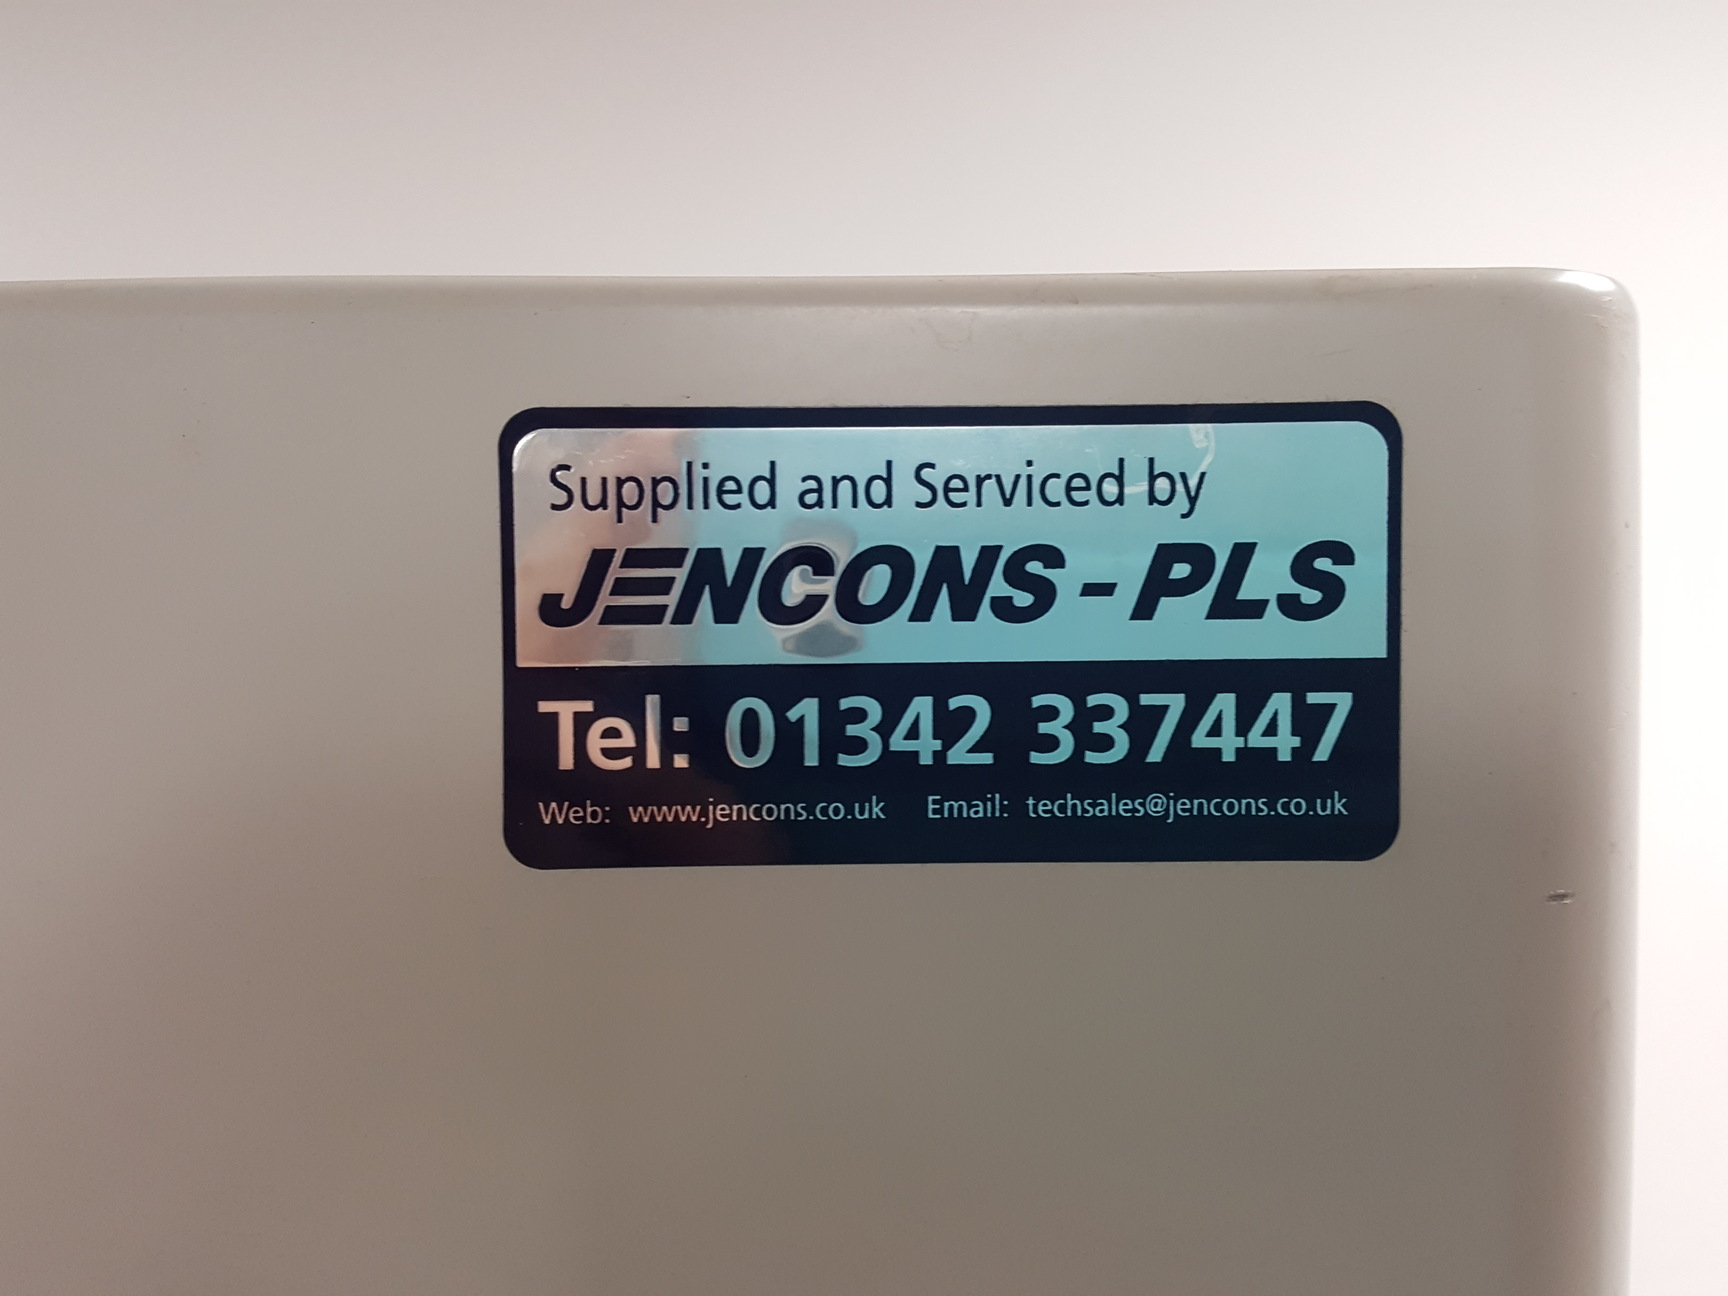 Supplied and Serviced by
JENCONS - PLS
Tel: 01342 337447
Web: www.jencons.co.uk Email: techsales@jencons.co.uk